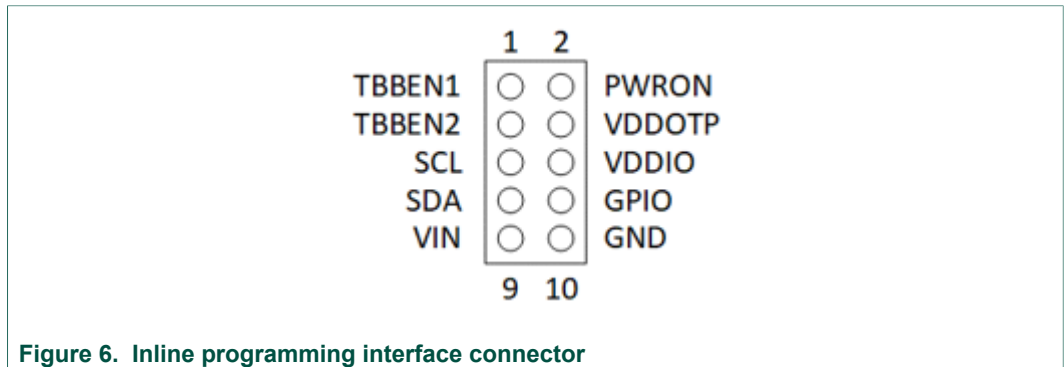 1 2
TBBEN1 PWRON
TBBEN2 VDDOTP
SCL VDDIO
SDA GPIO
VIN GND
9 10
Figure 6. Inline programming interface connector